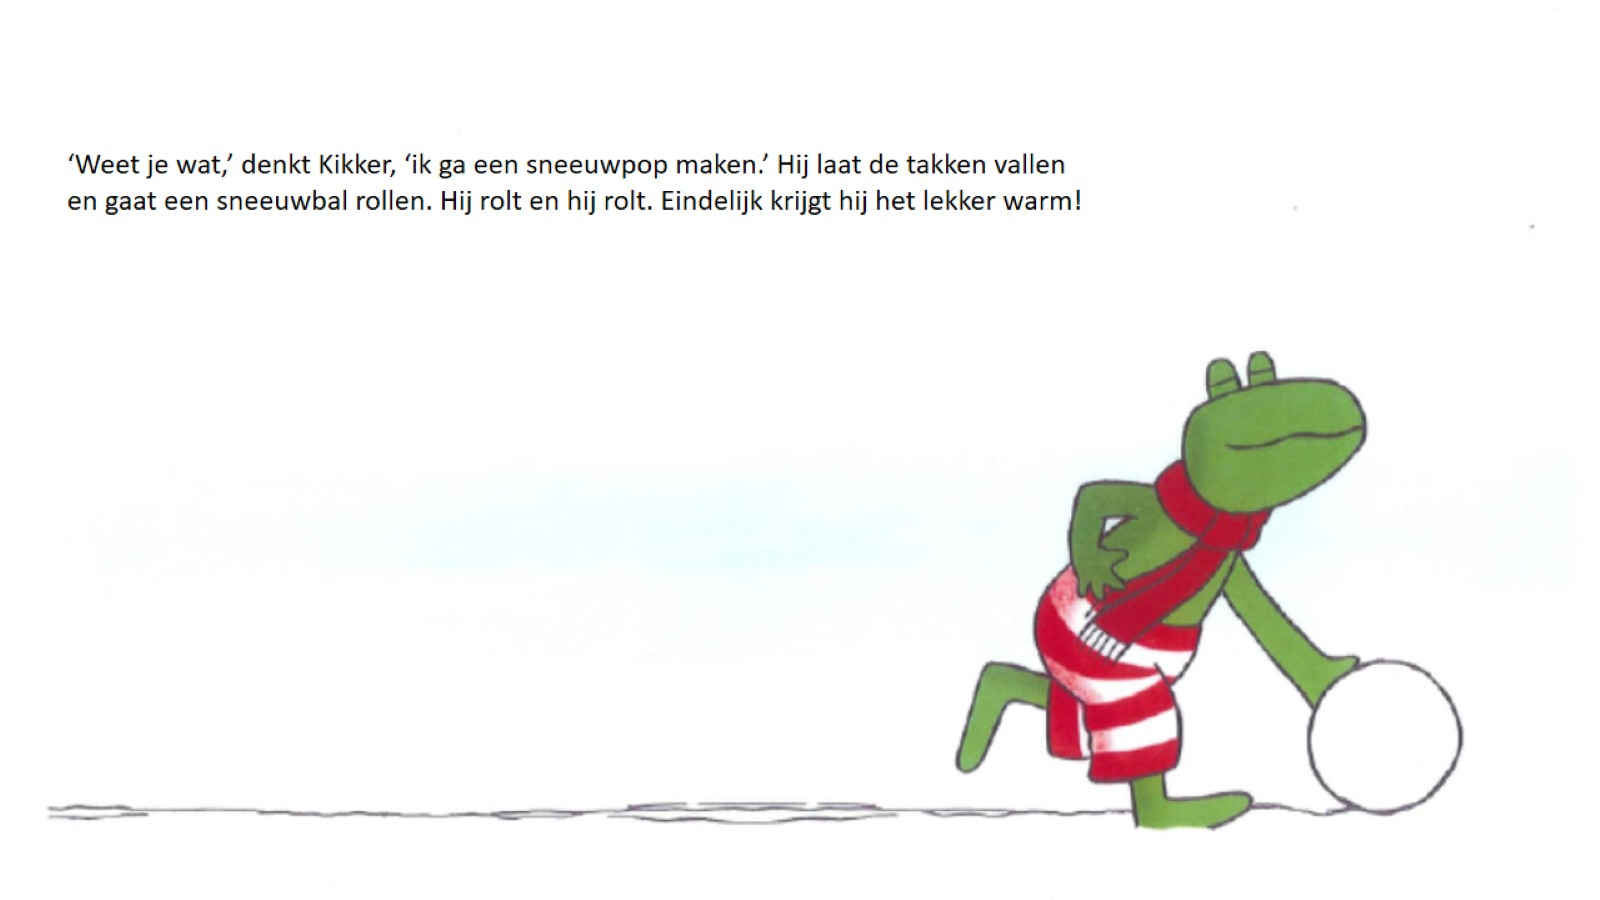 ‘Weet je wat,’ denkt Kikker, ‘ik ga een sneeuwpop maken.’ Hij laat de takken vallen
en gaat een sneeuwbal rollen. Hij rolt en hij rolt. Eindelijk krijgt hij het lekker warm!